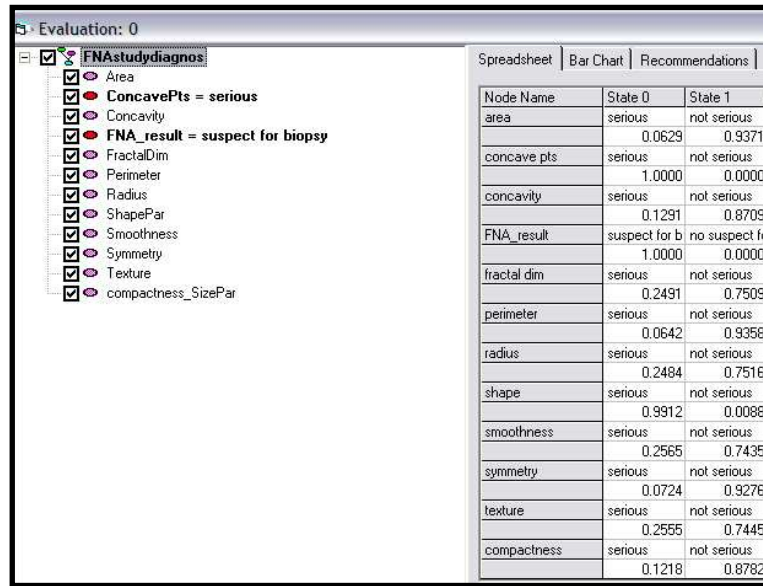 Evaluation: 0
FNAstudydiagnos
Area
ConcavePts = serious
Concavity
FNA_result = suspect for biopsy
FractalDim
Perimeter
Radius
ShapePar
Smoothness
Symmetry
Texture
compactness_SizePar
Spreadsheet Bar Chart Recommendations
Node Name State 0 State 1
area serious not serious
0.0629 0.9371
concave pts serious not serious
1.0000 0.0000
concavity serious not serious
0.1291 0.8709
FNA_result suspect for b no suspect f
1.0000 0.0000
fractal dim serious not serious
0.2491 0.7509
perimeter serious not serious
0.0642 0.9358
radius serious not serious
0.2484 0.7516
shape serious not serious
0.9912 0.0088
smoothness serious not serious
0.2565 0.7435
symmetry serious not serious
0.0724 0.9276
texture serious not serious
0.2555 0.7445
compactness serious not serious
0.1218 0.8782